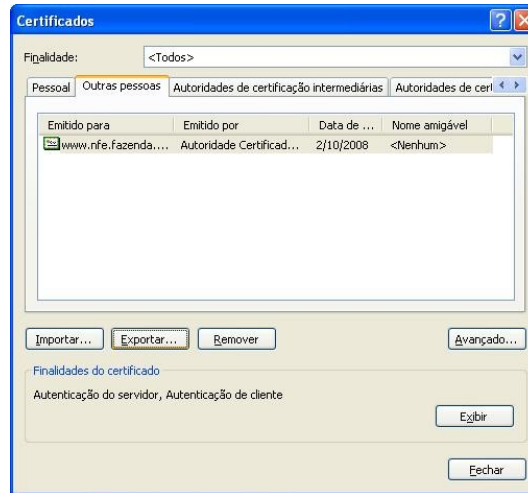 Certificados
Finalidade: <Todos>
Pessoal Outras pessoas Autoridades de certificação intermediárias Autoridades de cert
Emitido para Emitido por Data de ... Nome amigável
www.nfe.fazenda.... Autoridade Certificad... 2/10/2008 <Nenhum>
Importar... Exportar... Remover Avançado...
Finalidades do certificado
Autenticação do servidor, Autenticação de cliente
Exibir
Fechar